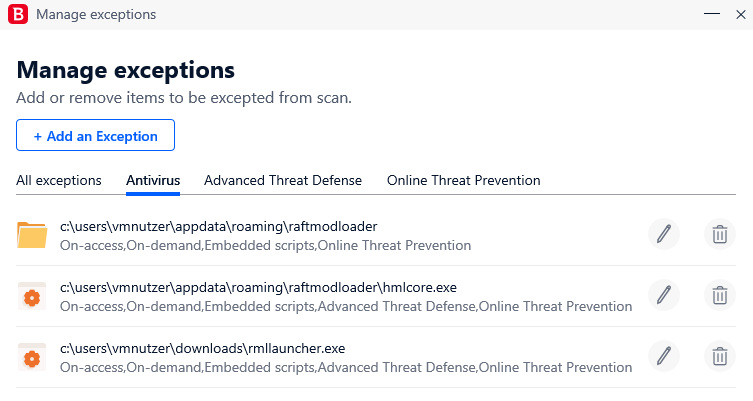 B Manage exceptions
Manage exceptions
Add or remove items to be excepted from scan.
+ Add an Exception
All exceptions Antivirus Advanced Threat Defense Online Threat Prevention
c:\users\vmnutzer\appdata\roaming\raftmodloader
On-access,On-demand,Embedded scripts,Online Threat Prevention
c:\users\vmnutzer\appdata\roaming\raftmodloader\hmlcore.exe
On-access,On-demand,Embedded scripts,Advanced Threat Defense,Online Threat Prevention
c:\users\vmnutzer\downloads\rmllauncher.exe
On-access,On-demand,Embedded scripts,Advanced Threat Defense,Online Threat Prevention